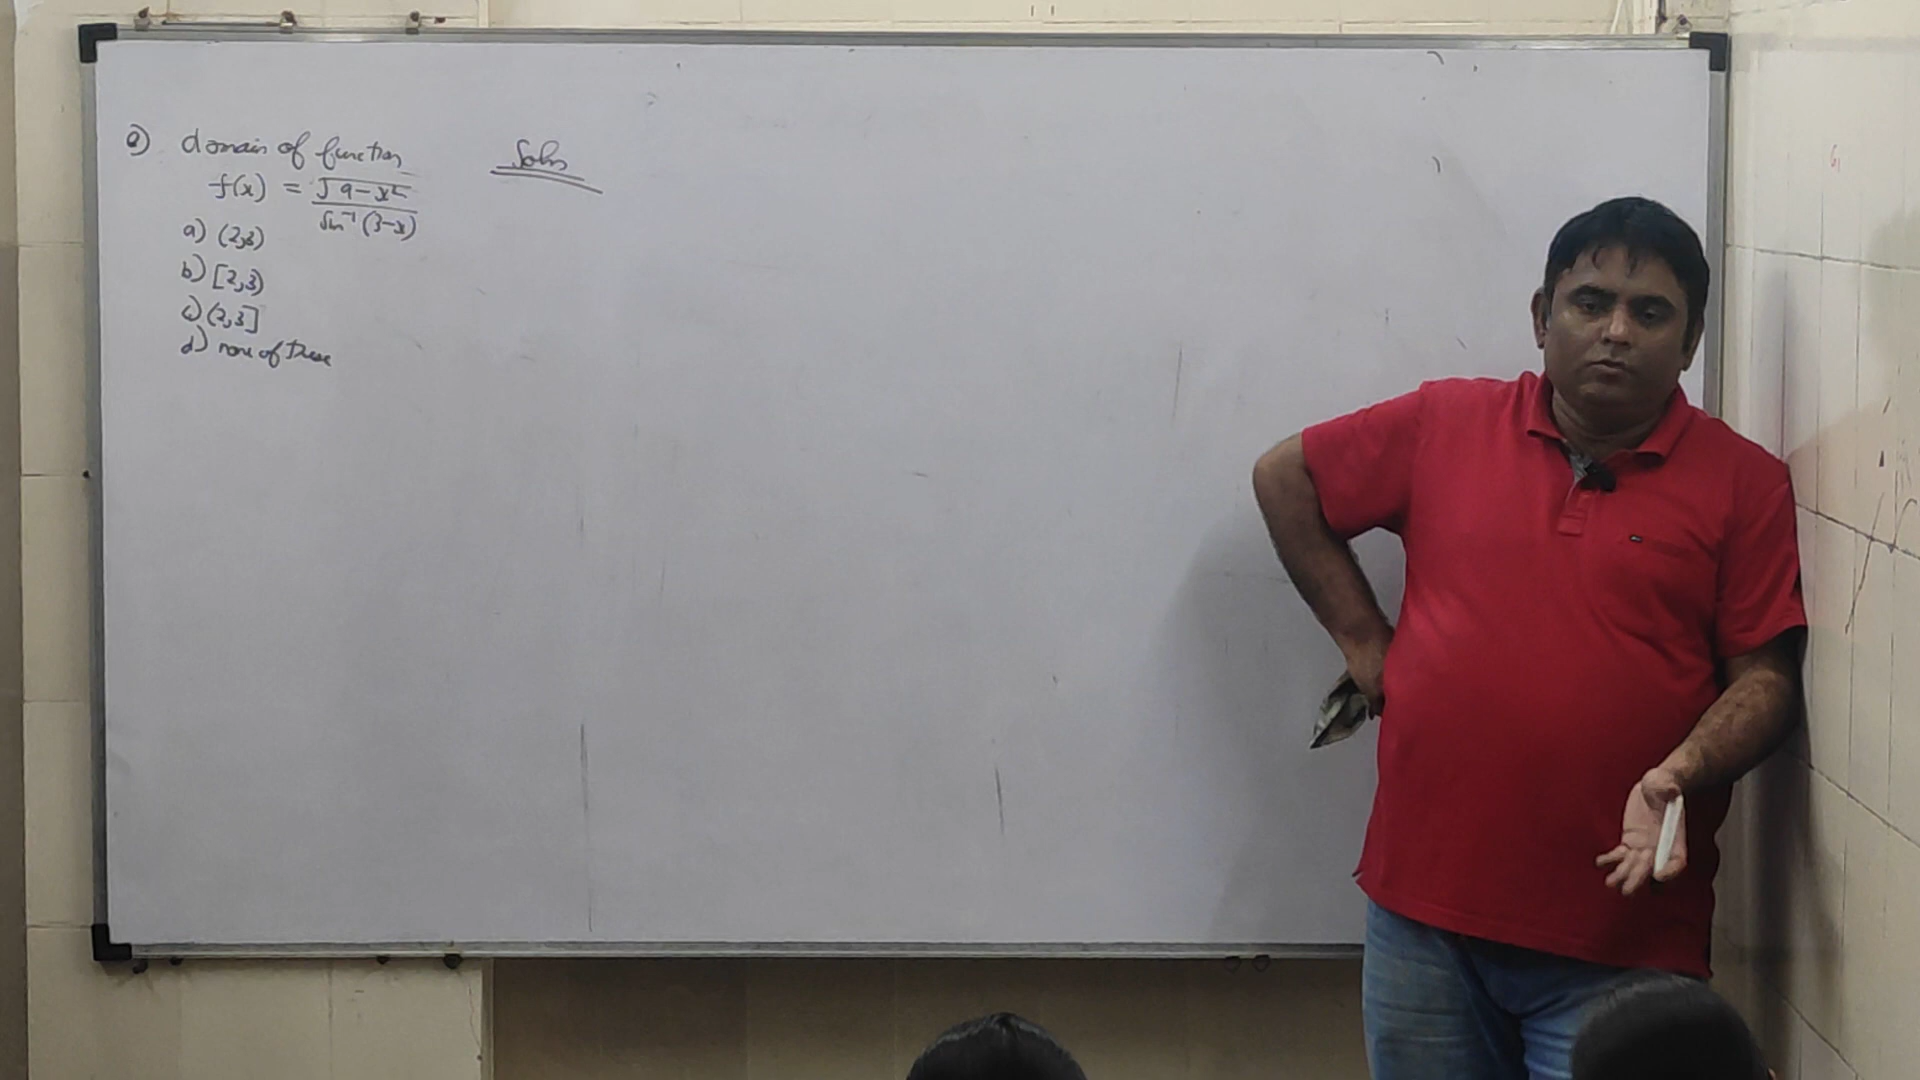 Q) domain of function
f(x) = √9-x² / Sin⁻¹(3-x)
a) (2,3)
b) [2,3)
c) (2,3]
d) none of these
Soln